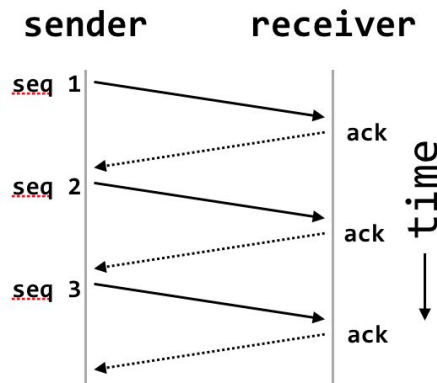 sender receiver
seq 1
ack
seq 2
ack
seq 3
ack
time